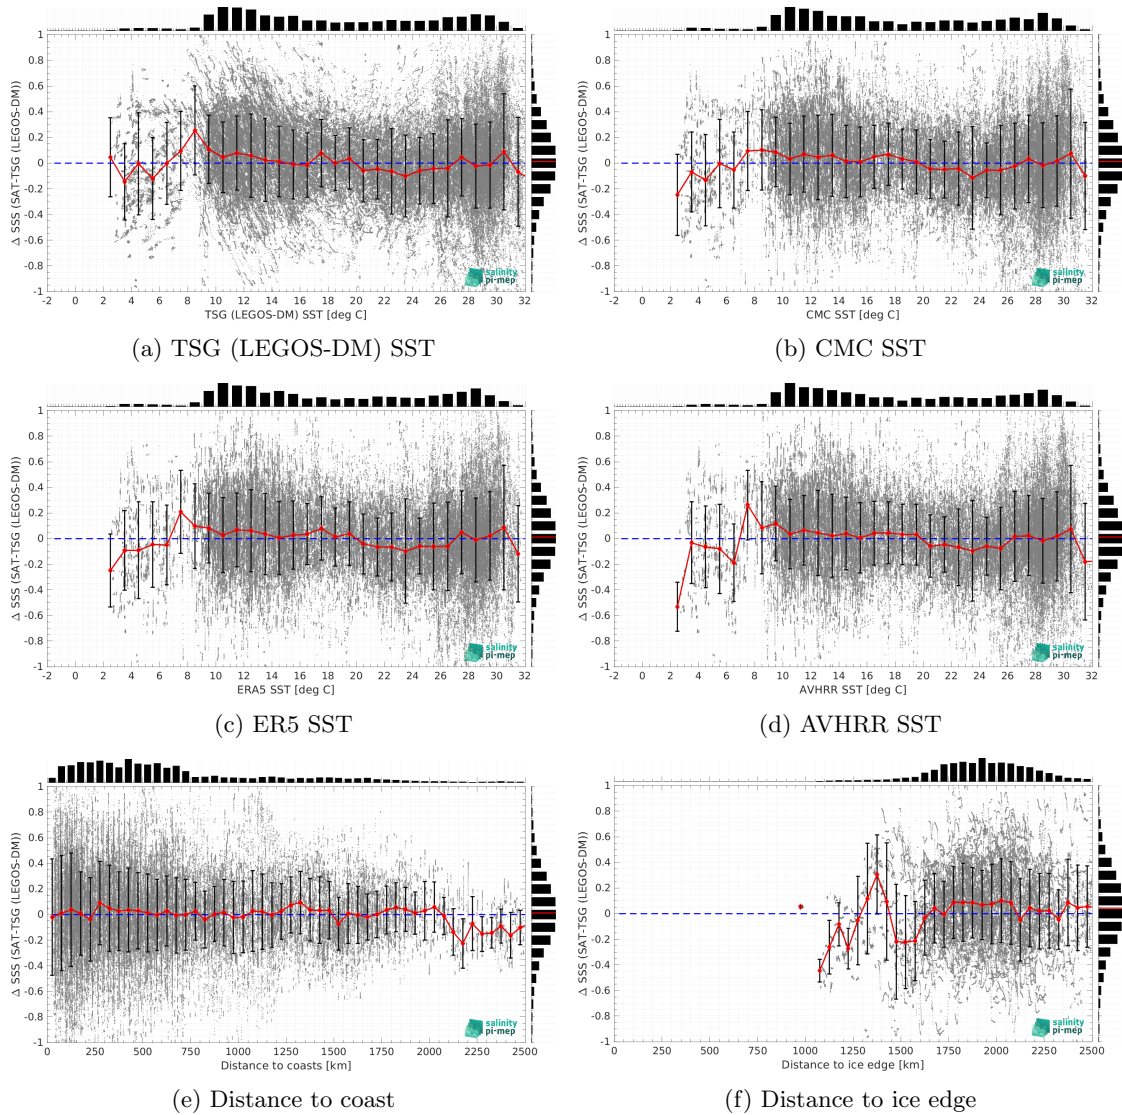 1
0.8
0.6
0.4
0.2
0
-0.2
-0.4
-0.6
-0.8
-1
Δ SSS (SAT-TSG (LEGOS-DM))
salinity
pi-mep
-2 0 2 4 6 8 10 12 14 16 18 20 22 24 26 28 30 32
TSG (LEGOS-DM) SST [deg C]
(a) TSG (LEGOS-DM) SST
1
0.8
0.6
0.4
0.2
0
-0.2
-0.4
-0.6
-0.8
-1
Δ SSS (SAT-TSG (LEGOS-DM))
salinity
pi-mep
-2 0 2 4 6 8 10 12 14 16 18 20 22 24 26 28 30 32
CMC SST [deg C]
(b) CMC SST
1
0.8
0.6
0.4
0.2
0
-0.2
-0.4
-0.6
-0.8
-1
Δ SSS (SAT-TSG (LEGOS-DM))
salinity
pi-mep
-2 0 2 4 6 8 10 12 14 16 18 20 22 24 26 28 30 32
ERA5 SST [deg C]
(c) ER5 SST
1
0.8
0.6
0.4
0.2
0
-0.2
-0.4
-0.6
-0.8
-1
Δ SSS (SAT-TSG (LEGOS-DM))
salinity
pi-mep
-2 0 2 4 6 8 10 12 14 16 18 20 22 24 26 28 30 32
AVHRR SST [deg C]
(d) AVHRR SST
1
0.8
0.6
0.4
0.2
0
-0.2
-0.4
-0.6
-0.8
-1
Δ SSS (SAT-TSG (LEGOS-DM))
salinity
pi-mep
0 250 500 750 1000 1250 1500 1750 2000 2250 2500
Distance to coasts [km]
(e) Distance to coast
1
0.8
0.6
0.4
0.2
0
-0.2
-0.4
-0.6
-0.8
-1
Δ SSS (SAT-TSG (LEGOS-DM))
salinity
pi-mep
0 250 500 750 1000 1250 1500 1750 2000 2250 2500
Distance to ice edge [km]
(f) Distance to ice edge